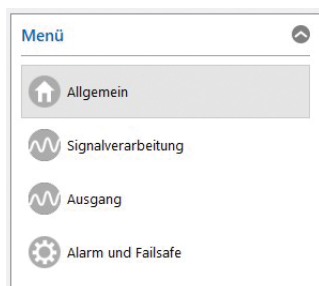 Menü
Allgemein
Signalverarbeitung
Ausgang
Alarm und Failsafe